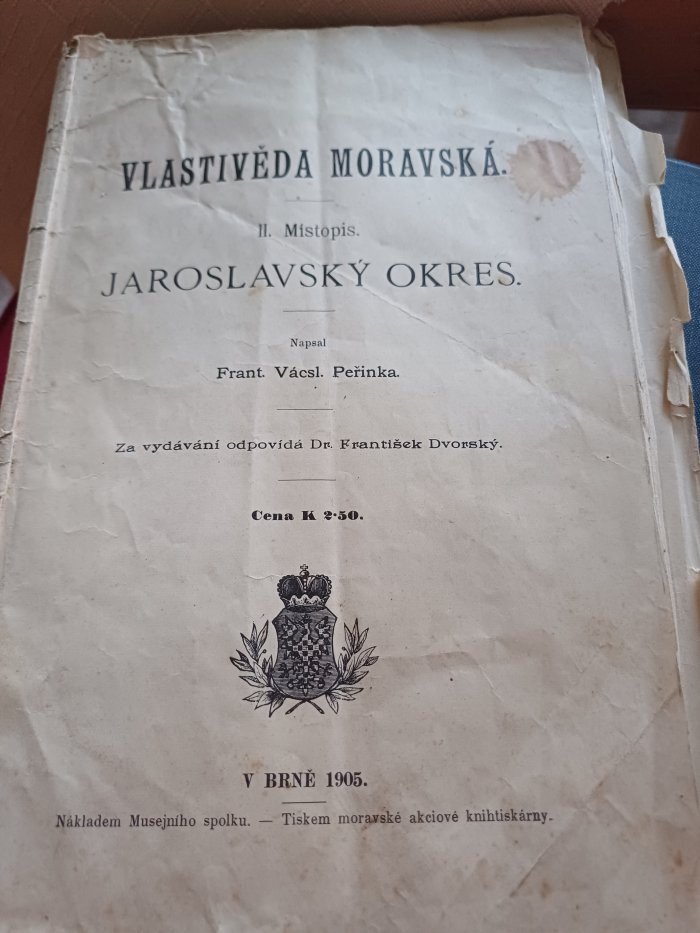 VLASTIVĚDA MORAVSKÁ.
II. Místopis.
JAROSLAVSKÝ OKRES.
Napsal
Frant. Vácsl. Peřinka.
Za vydávání odpovídá Dr. František Dvorský.
Cena K 2·50.
V BRNĚ 1905.
Nákladem Musejního spolku. — Tiskem moravské akciové knihtiskárny.